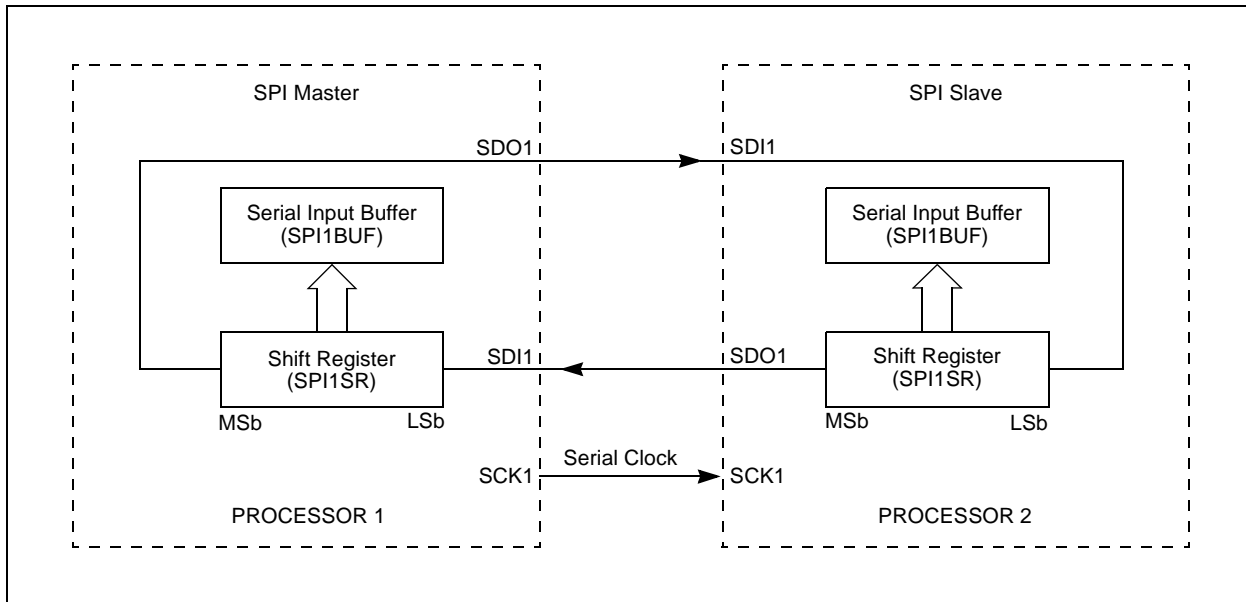 SPI Master
SPI Slave
SDO1
SDI1
Serial Input Buffer
(SPI1BUF)
Serial Input Buffer
(SPI1BUF)
Shift Register
(SPI1SR)
SDI1
SDO1
Shift Register
(SPI1SR)
MSb
LSb
MSb
LSb
Serial Clock
SCK1
SCK1
PROCESSOR 1
PROCESSOR 2